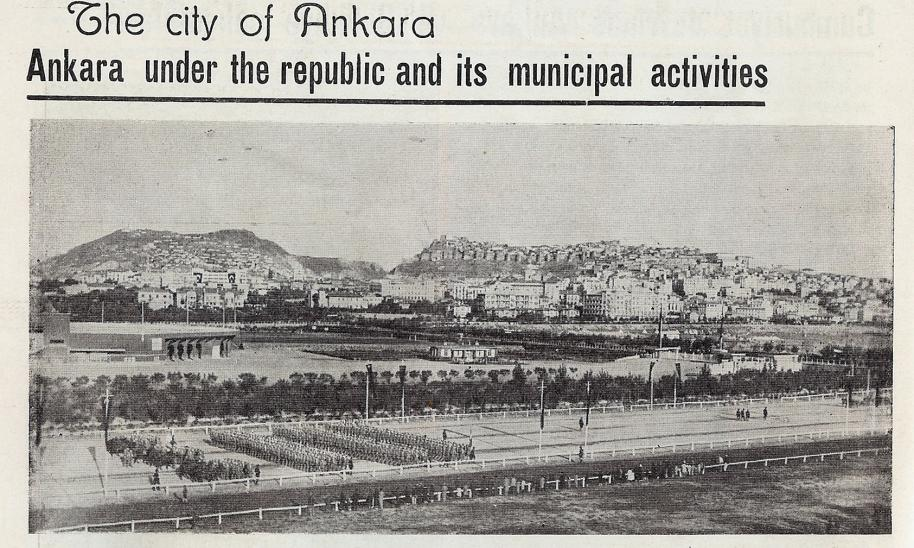 The city of Ankara
Ankara under the republic and its municipal activities